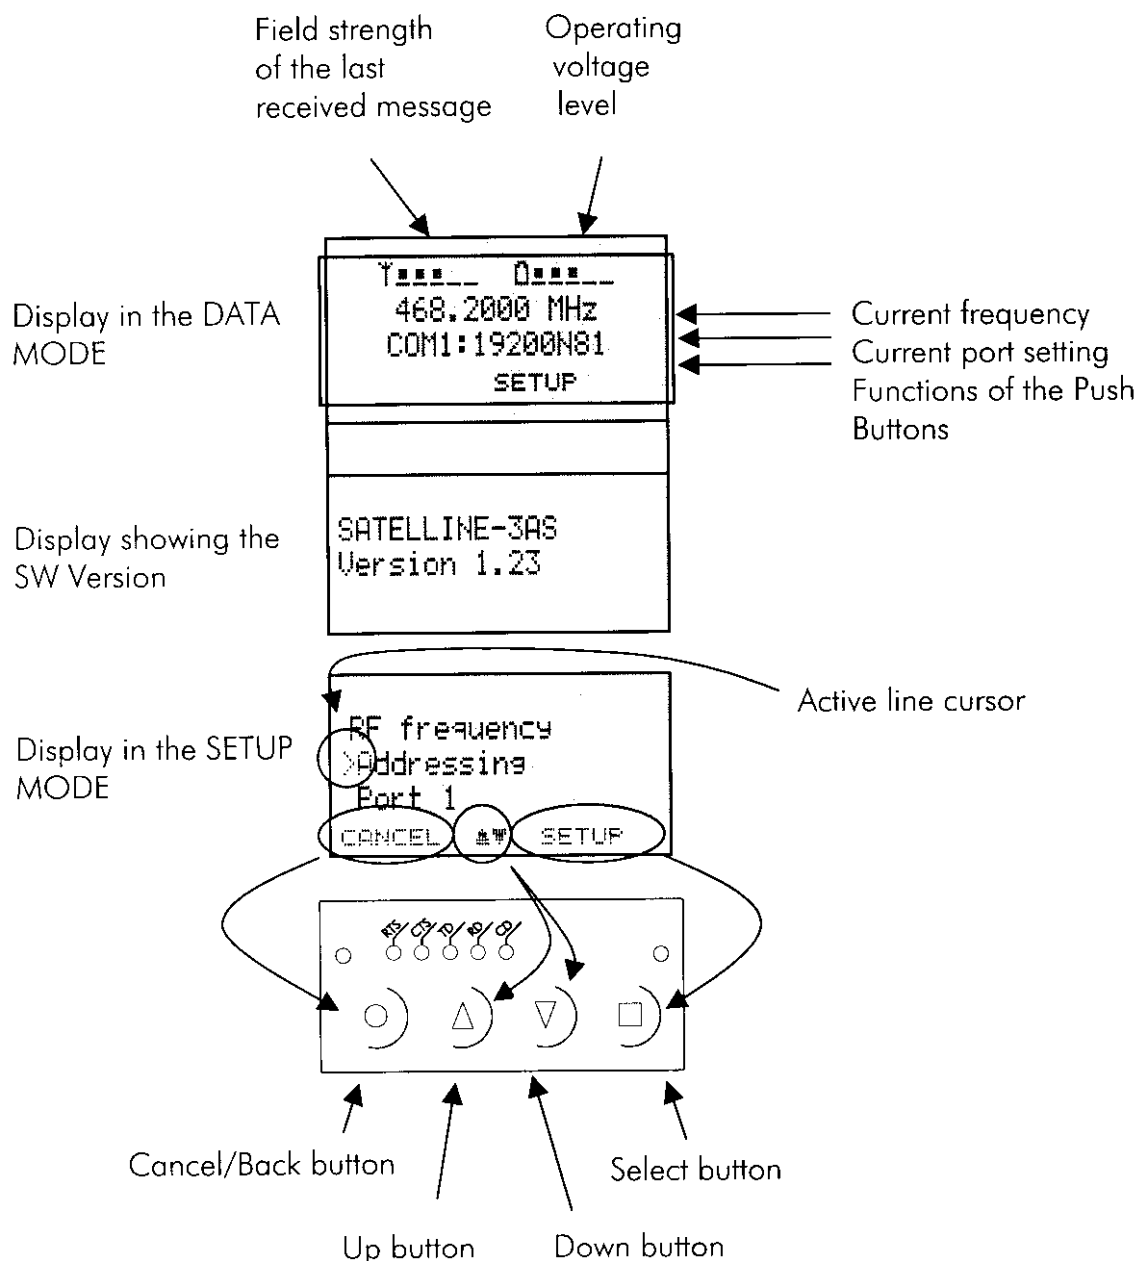 Field strength
of the last
received message
Operating
voltage
level
Display in the DATA
MODE
468.2000 MHz
COM1:19200N81
SETUP
Current frequency
Current port setting
Functions of the Push
Buttons
Display showing the
SW Version
SATELLINE-3AS
Version 1.23
Active line cursor
Display in the SETUP
MODE
RF frequency
>Addressing
Port 1
CANCEL SETUP
RTS CTS TD RD CD
Cancel/Back button
Select button
Up button
Down button